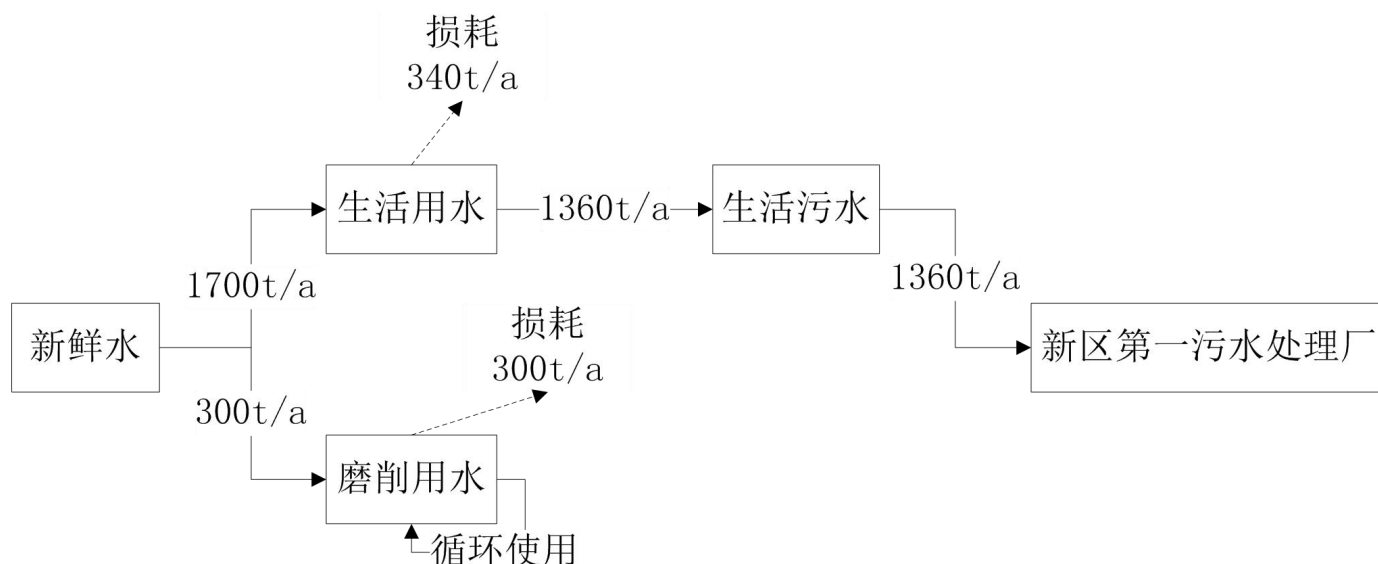 损耗
340t/a
生活用水
1360t/a
生活污水
1700t/a
1360t/a
新鲜水
损耗
300t/a
新区第一污水处理厂
300t/a
磨削用水
循环使用